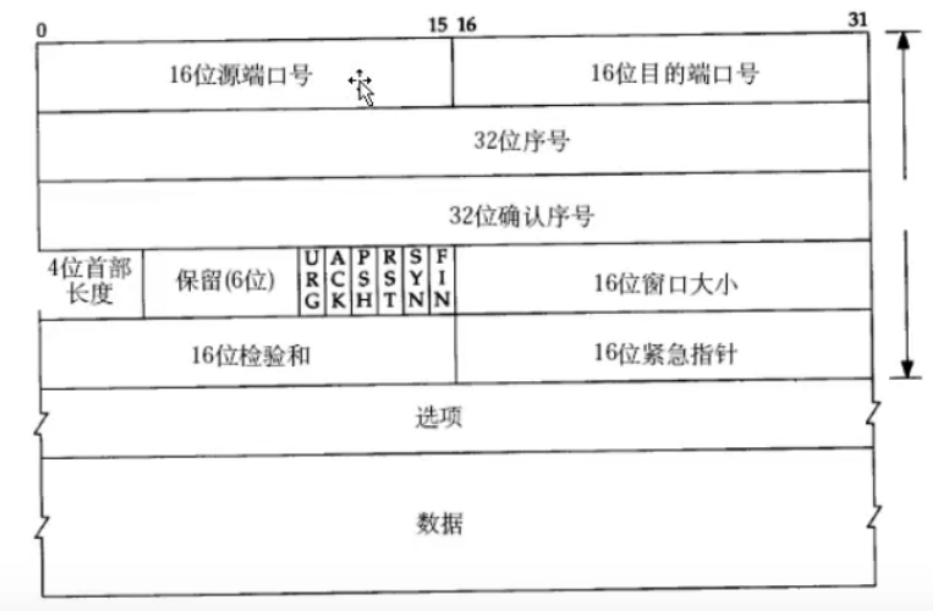 0 15 16 31
16位源端口号 16位目的端口号
32位序号
32位确认序号
4位首部
长度
保留(6位)
URG ACK PSH RST SYN FIN
16位窗口大小
16位检验和 16位紧急指针
选项
数据